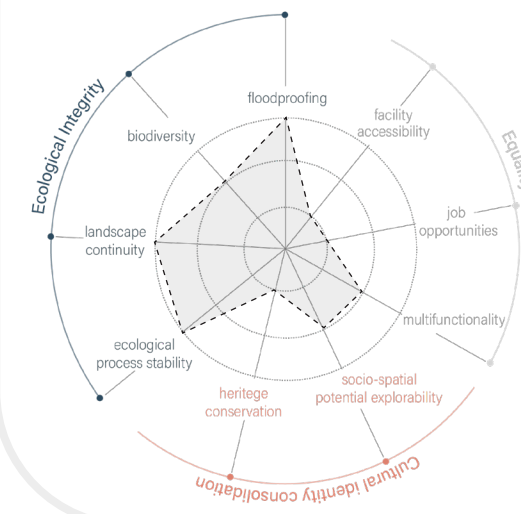 floodproofing
facility
accessibility
biodiversity
Ecological Integrity
job
opportunities
landscape
continuity
multifunctionality
ecological
process stability
socio-spatial
potential explorability
heritege
conservation
Cultural identity consolidation